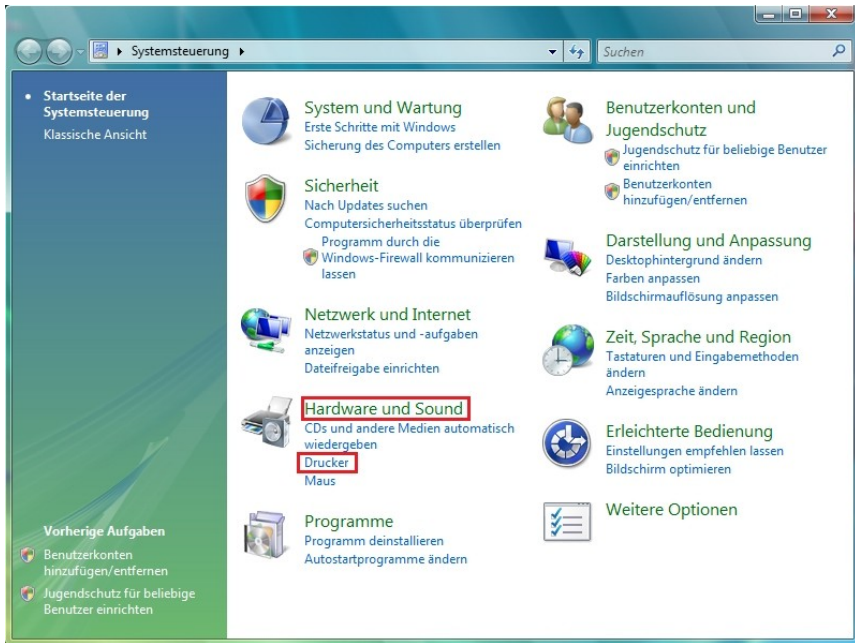 Systemsteuerung
Suchen
Startseite der
Systemsteuerung
Klassische Ansicht
Vorherige Aufgaben
Benutzerkonten
hinzufügen/entfernen
Jugendschutz für beliebige
Benutzer einrichten
System und Wartung
Erste Schritte mit Windows
Sicherung des Computers erstellen
Sicherheit
Nach Updates suchen
Computersicherheitsstatus überprüfen
Programm durch die
Windows-Firewall kommunizieren
lassen
Netzwerk und Internet
Netzwerkstatus und -aufgaben
anzeigen
Dateifreigabe einrichten
Hardware und Sound
CDs und andere Medien automatisch
wiedergeben
Drucker
Maus
Programme
Programm deinstallieren
Autostartprogramme ändern
Benutzerkonten und
Jugendschutz
Jugendschutz für beliebige Benutzer
einrichten
Benutzerkonten
hinzufügen/entfernen
Darstellung und Anpassung
Desktophintergrund ändern
Farben anpassen
Bildschirmauflösung anpassen
Zeit, Sprache und Region
Tastaturen und Eingabemethoden
ändern
Anzeigesprache ändern
Erleichterte Bedienung
Einstellungen empfehlen lassen
Bildschirm optimieren
Weitere Optionen